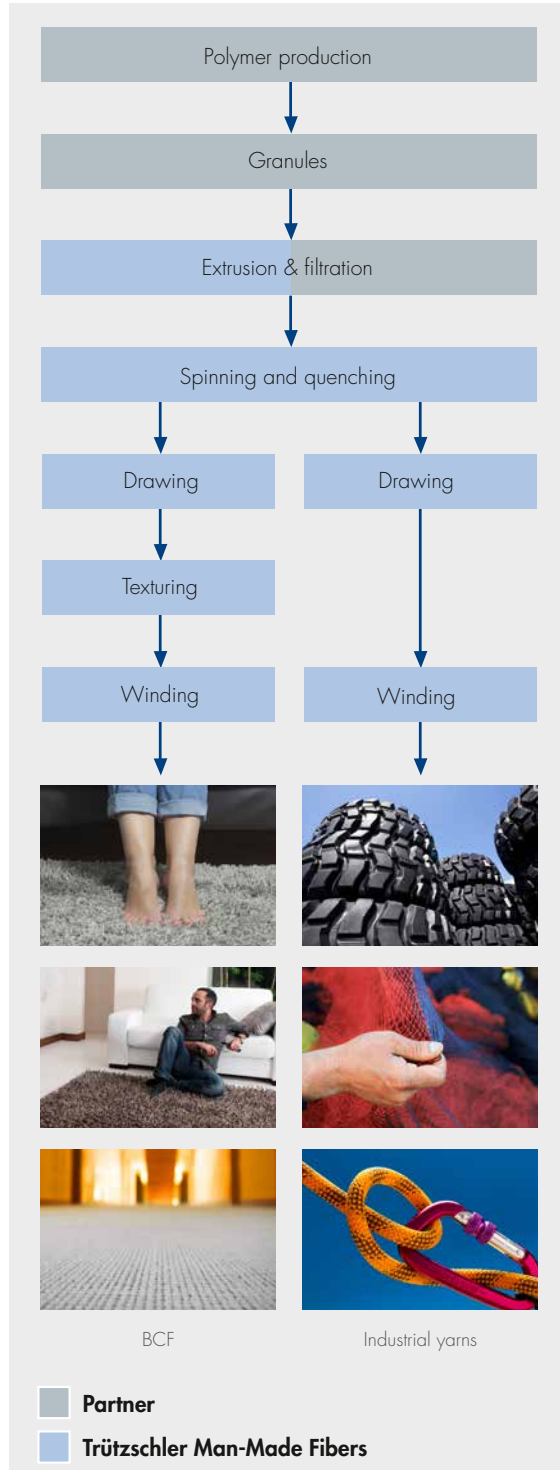 Polymer production
Granules
Extrusion & filtration
Spinning and quenching
Drawing
Drawing
Texturing
Winding
Winding
BCF
Industrial yarns
Partner
Trützschler Man-Made Fibers